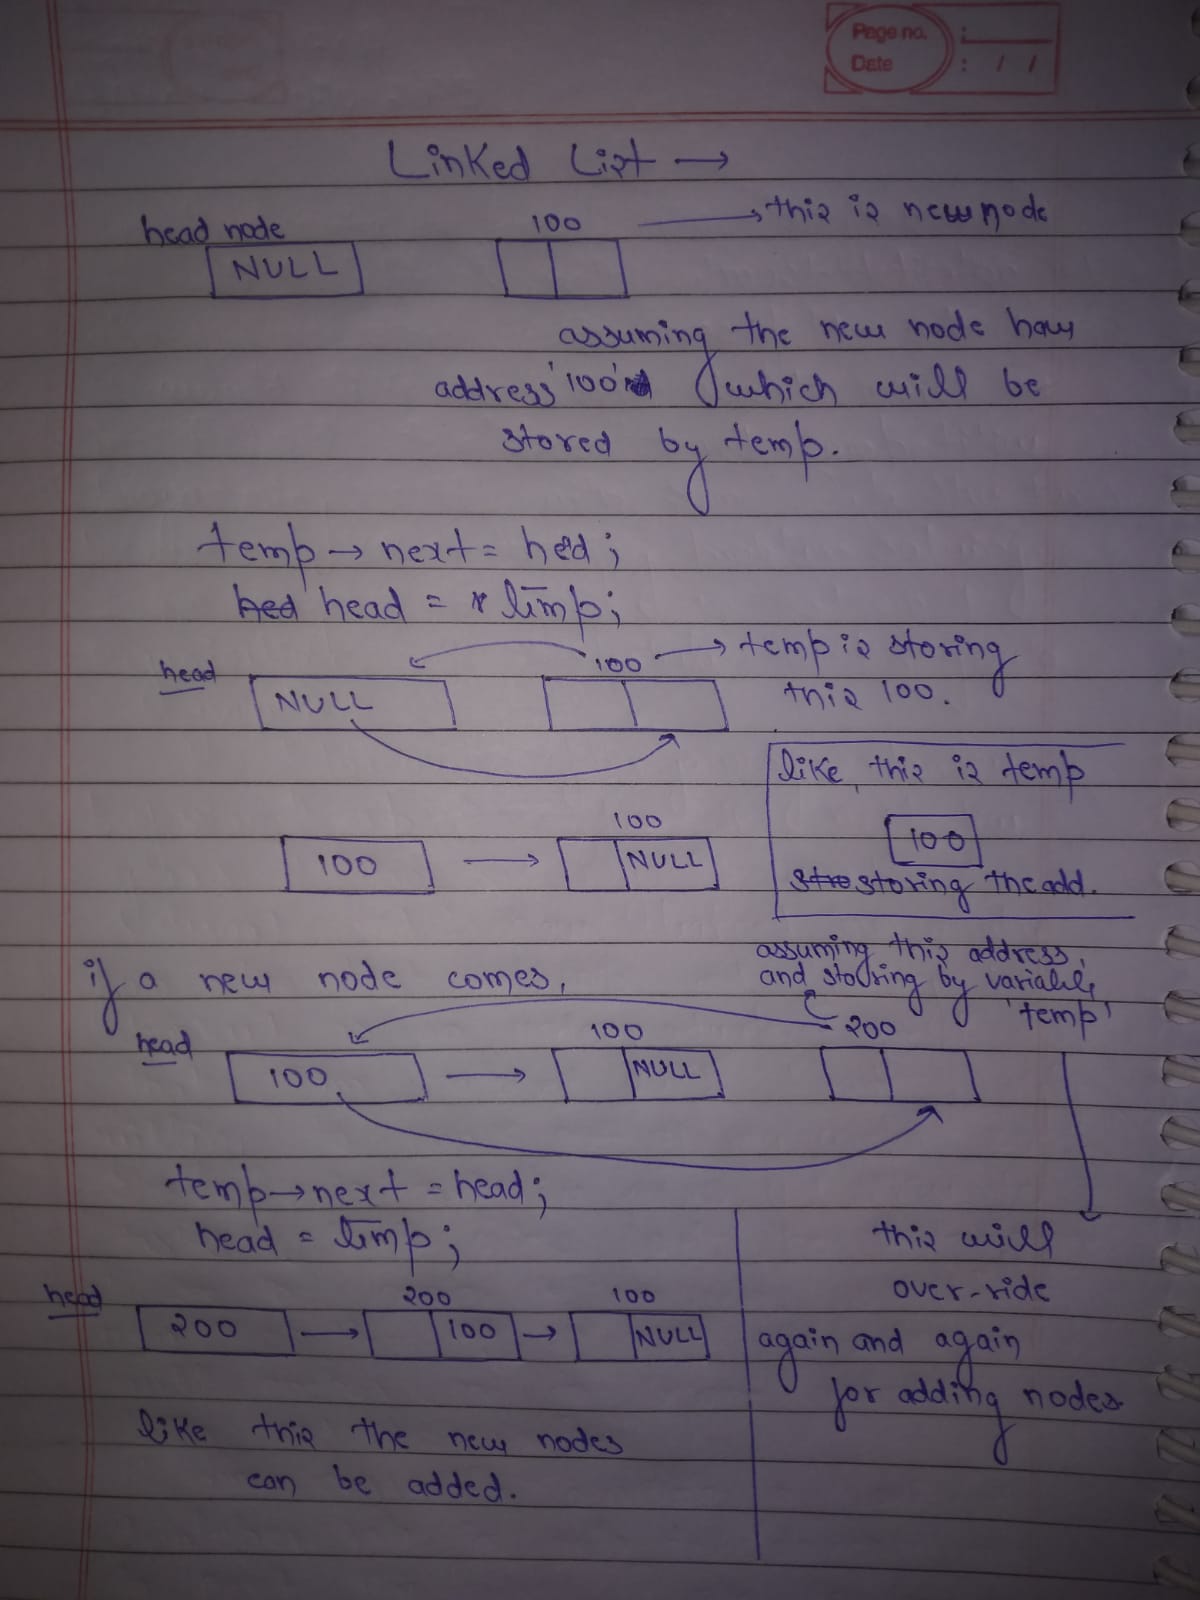 Page no. :
Date : / /
Linked List →
head node
NULL
100 → this is new node
assuming the new node have
address '100' which will be
stored by temp.
temp → next = hed;
hed head = temp;
head
NULL
100 → temp is storing
this 100.
like, this is temp
100
stre storing the add.
100
100 → NULL
if a new node comes,
assuming this address,
and storing by variable
'temp'
head
100 → 100 NULL
200
temp → next = head;
head = temp;
this will
over-ride
again and again
for adding nodes
head
200 → 200 100 → 100 NULL
like this the new nodes
can be added.